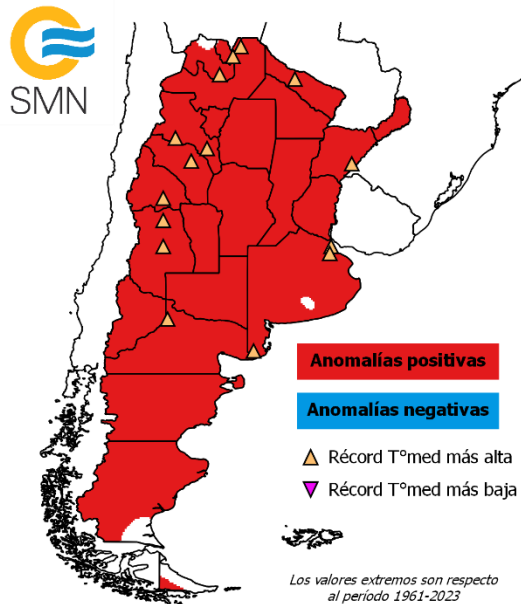 SMN
Anomalías positivas
Anomalías negativas
Récord T°med más alta
Récord T°med más baja
Los valores extremos son respecto
al período 1961-2023